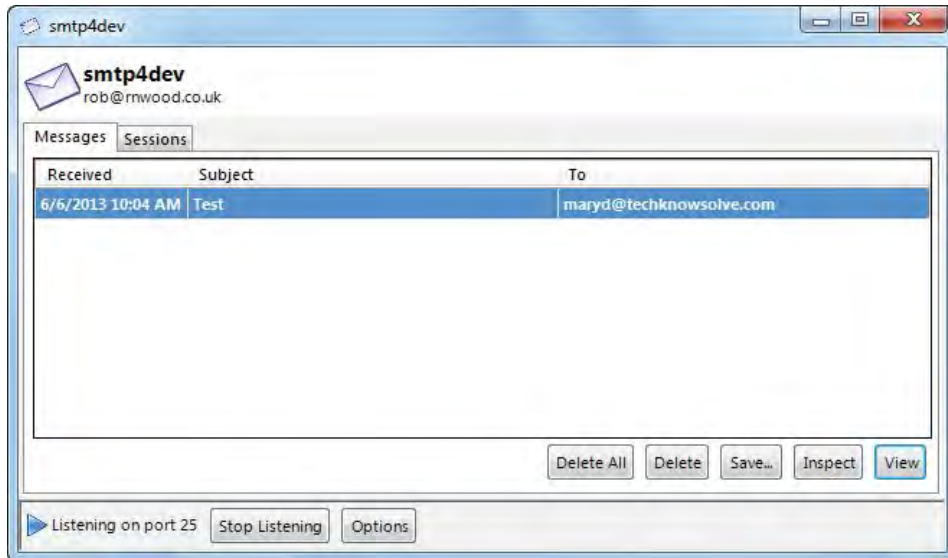 smtp4dev
smtp4dev
rob@rnwood.co.uk
Messages Sessions
Received Subject To
6/6/2013 10:04 AM Test maryd@techknowsolve.com
Delete All Delete Save... Inspect View
Listening on port 25 Stop Listening Options